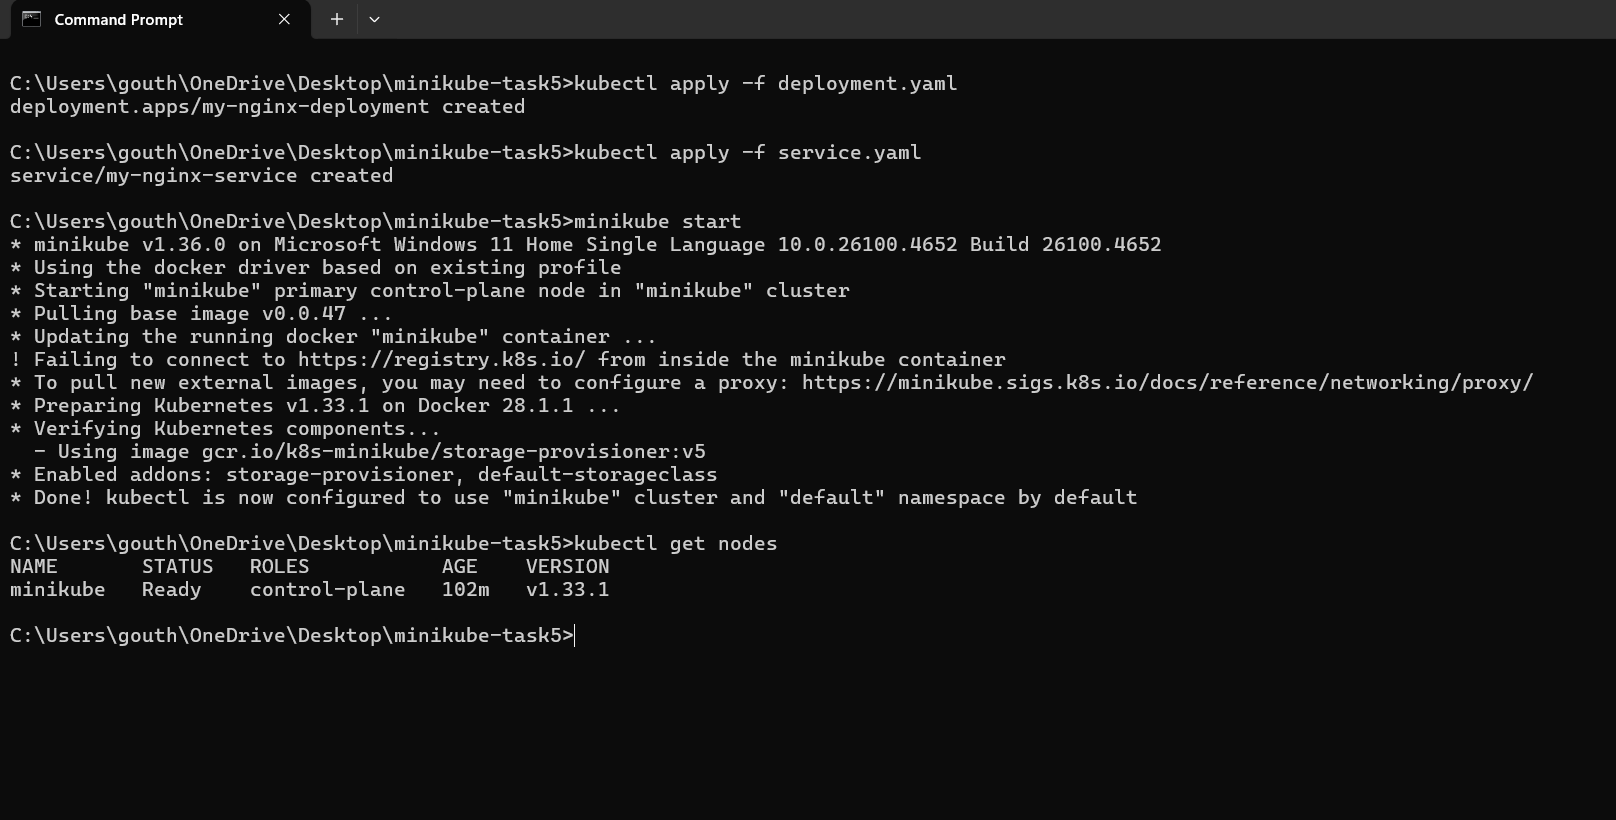 Command Prompt
C:\Users\gouth\OneDrive\Desktop\minikube-task5>kubectl apply -f deployment.yaml
deployment.apps/my-nginx-deployment created
C:\Users\gouth\OneDrive\Desktop\minikube-task5>kubectl apply -f service.yaml
service/my-nginx-service created
C:\Users\gouth\OneDrive\Desktop\minikube-task5>minikube start
* minikube v1.36.0 on Microsoft Windows 11 Home Single Language 10.0.26100.4652 Build 26100.4652
* Using the docker driver based on existing profile
* Starting "minikube" primary control-plane node in "minikube" cluster
* Pulling base image v0.0.47 ...
* Updating the running docker "minikube" container ...
! Failing to connect to https://registry.k8s.io/ from inside the minikube container
* To pull new external images, you may need to configure a proxy: https://minikube.sigs.k8s.io/docs/reference/networking/proxy/
* Preparing Kubernetes v1.33.1 on Docker 28.1.1 ...
* Verifying Kubernetes components...
  - Using image gcr.io/k8s-minikube/storage-provisioner:v5
* Enabled addons: storage-provisioner, default-storageclass
* Done! kubectl is now configured to use "minikube" cluster and "default" namespace by default
C:\Users\gouth\OneDrive\Desktop\minikube-task5>kubectl get nodes
NAME       STATUS   ROLES           AGE    VERSION
minikube   Ready    control-plane   102m   v1.33.1
C:\Users\gouth\OneDrive\Desktop\minikube-task5>